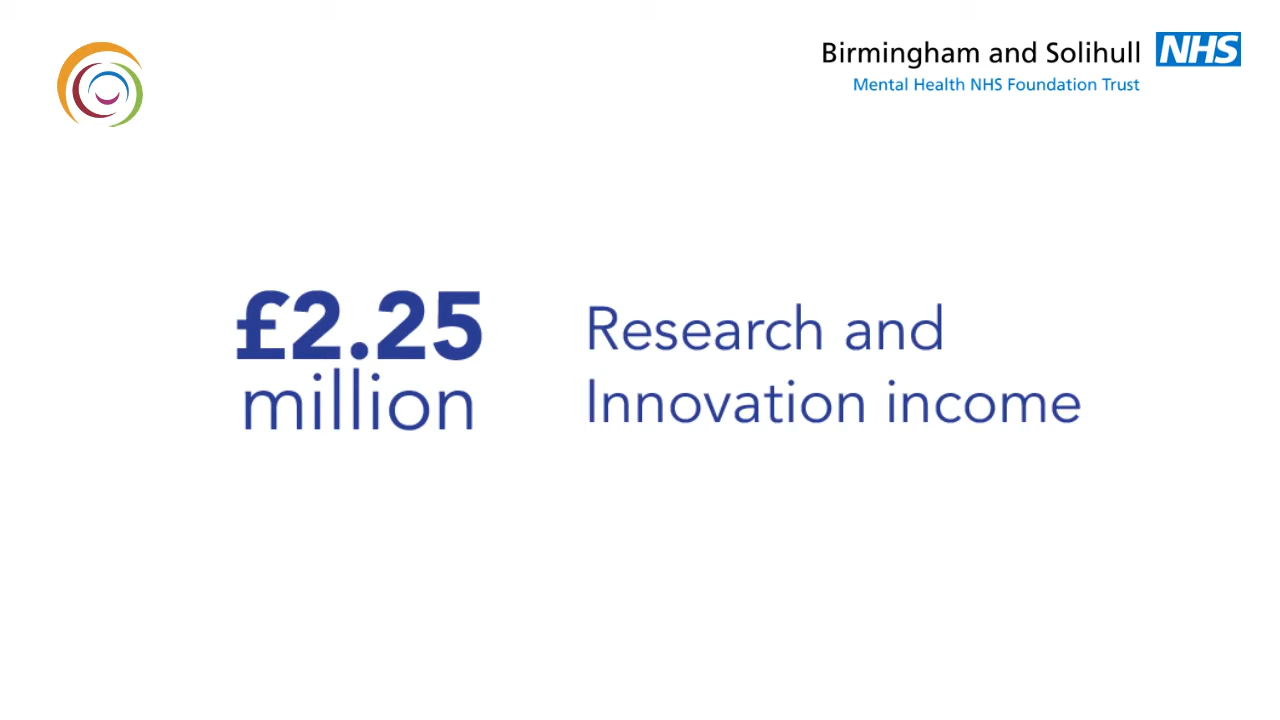 Birmingham and Solihull NHS
Mental Health NHS Foundation Trust
£2.25
million
Research and
Innovation income